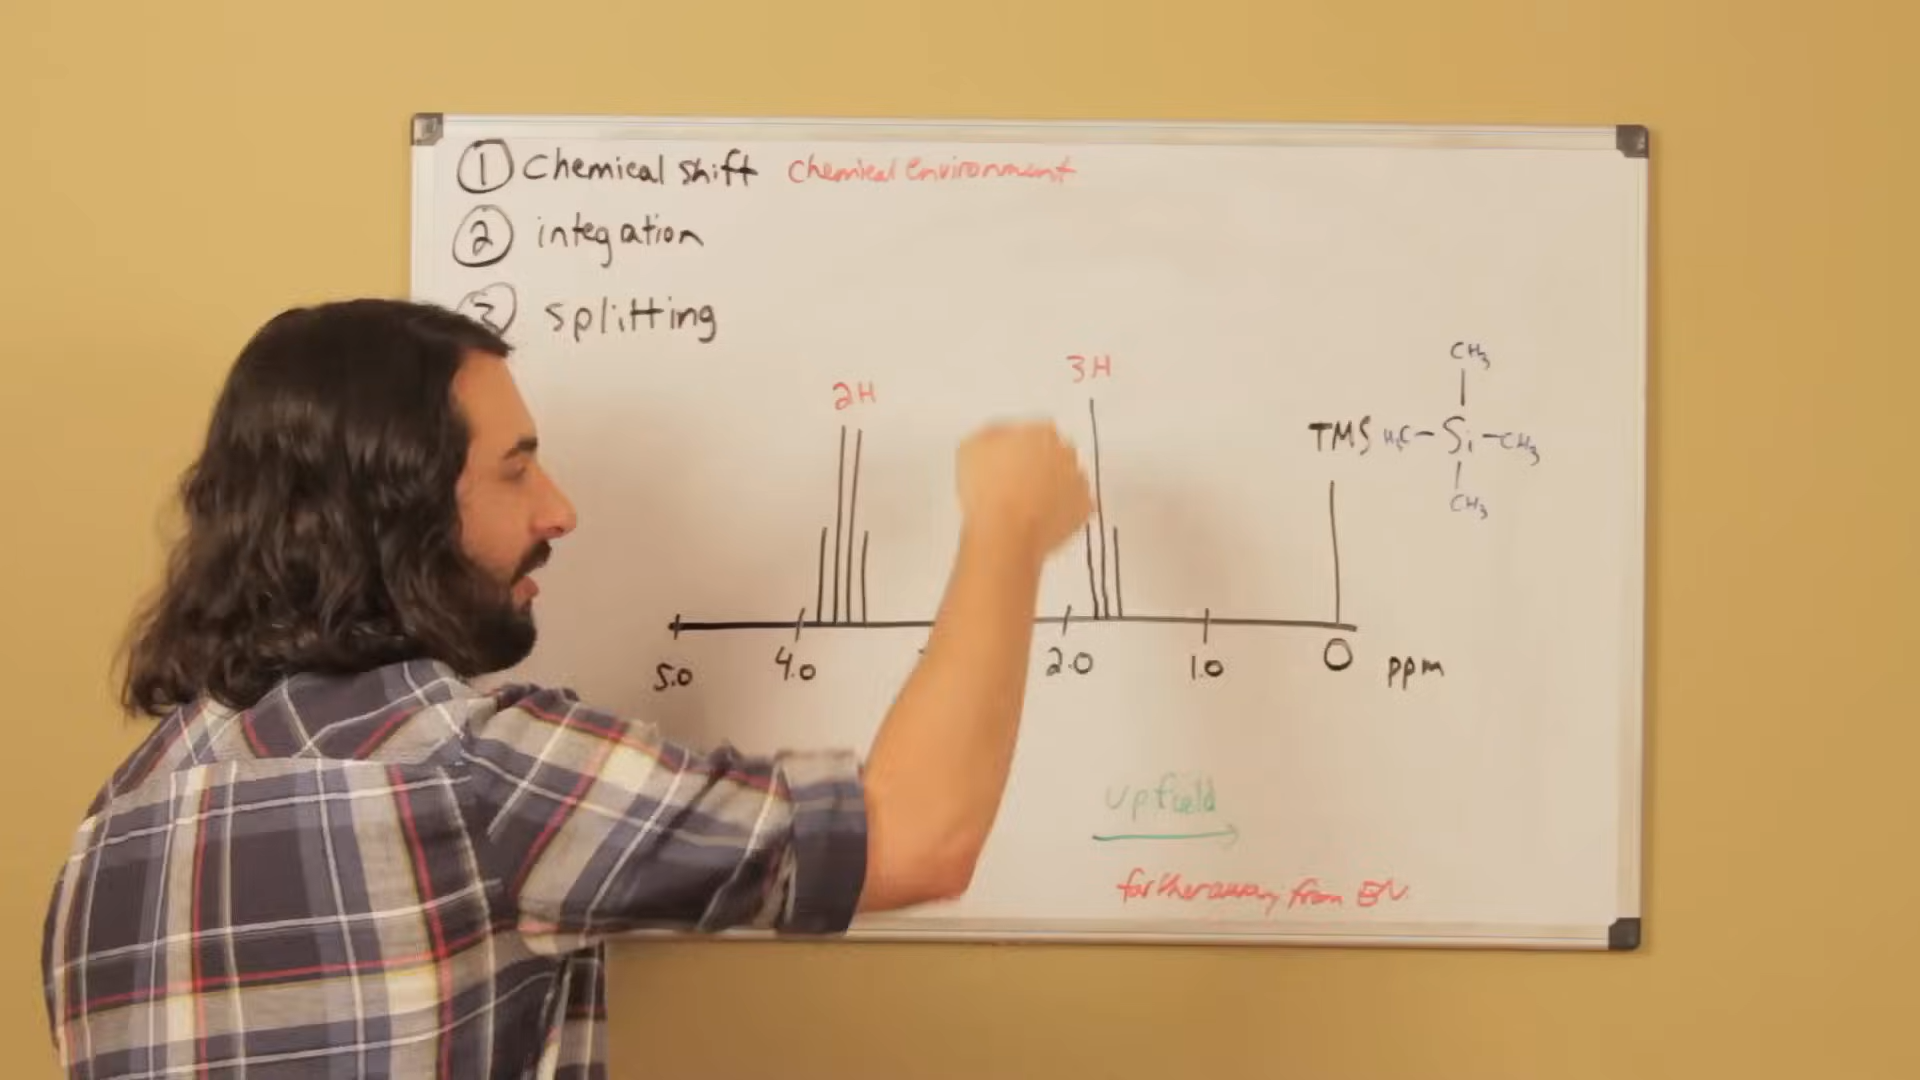 ① Chemical shift Chemical Environment
② integation
③ splitting
2H
3H
CH3
TMS H3C-Si-CH3
CH3
5.0 4.0 2.0 1.0 0 ppm
upfield
farther away from EN